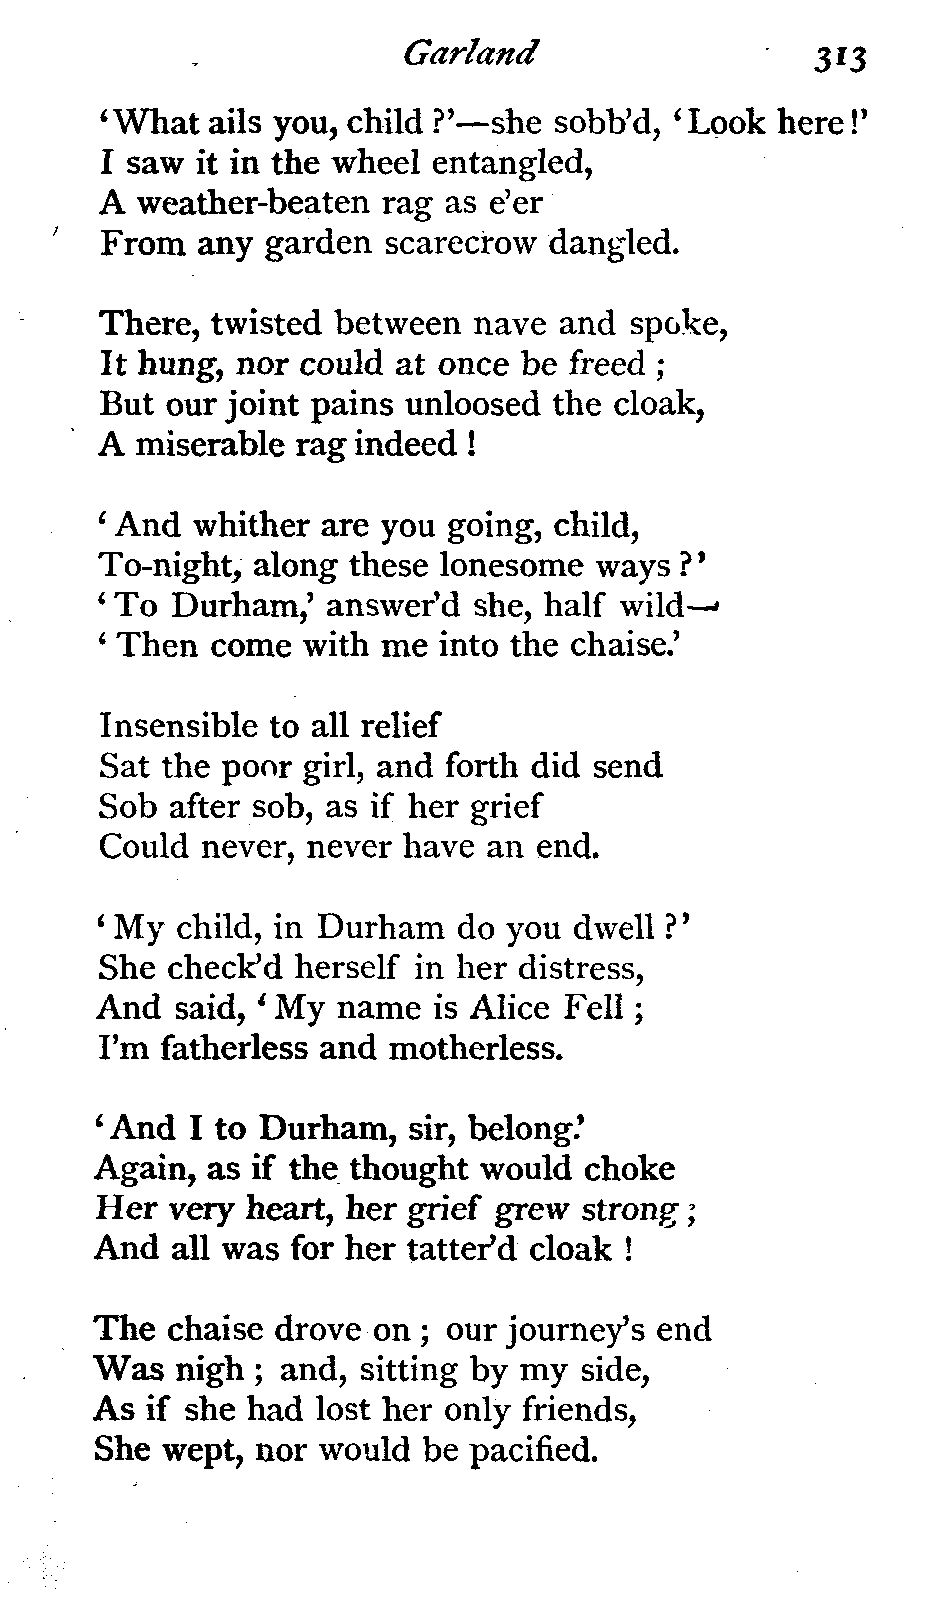 Garland 313
‘What ails you, child?’—she sobb’d, ‘Look here!’
I saw it in the wheel entangled,
A weather-beaten rag as e’er
From any garden scarecrow dangled.
There, twisted between nave and spoke,
It hung, nor could at once be freed;
But our joint pains unloosed the cloak,
A miserable rag indeed!
‘And whither are you going, child,
To-night, along these lonesome ways?’
‘To Durham,’ answer’d she, half wild—
‘Then come with me into the chaise.’
Insensible to all relief
Sat the poor girl, and forth did send
Sob after sob, as if her grief
Could never, never have an end.
‘My child, in Durham do you dwell?’
She check’d herself in her distress,
And said, ‘My name is Alice Fell;
I’m fatherless and motherless.
‘And I to Durham, sir, belong.’
Again, as if the thought would choke
Her very heart, her grief grew strong;
And all was for her tatter’d cloak!
The chaise drove on; our journey’s end
Was nigh; and, sitting by my side,
As if she had lost her only friends,
She wept, nor would be pacified.